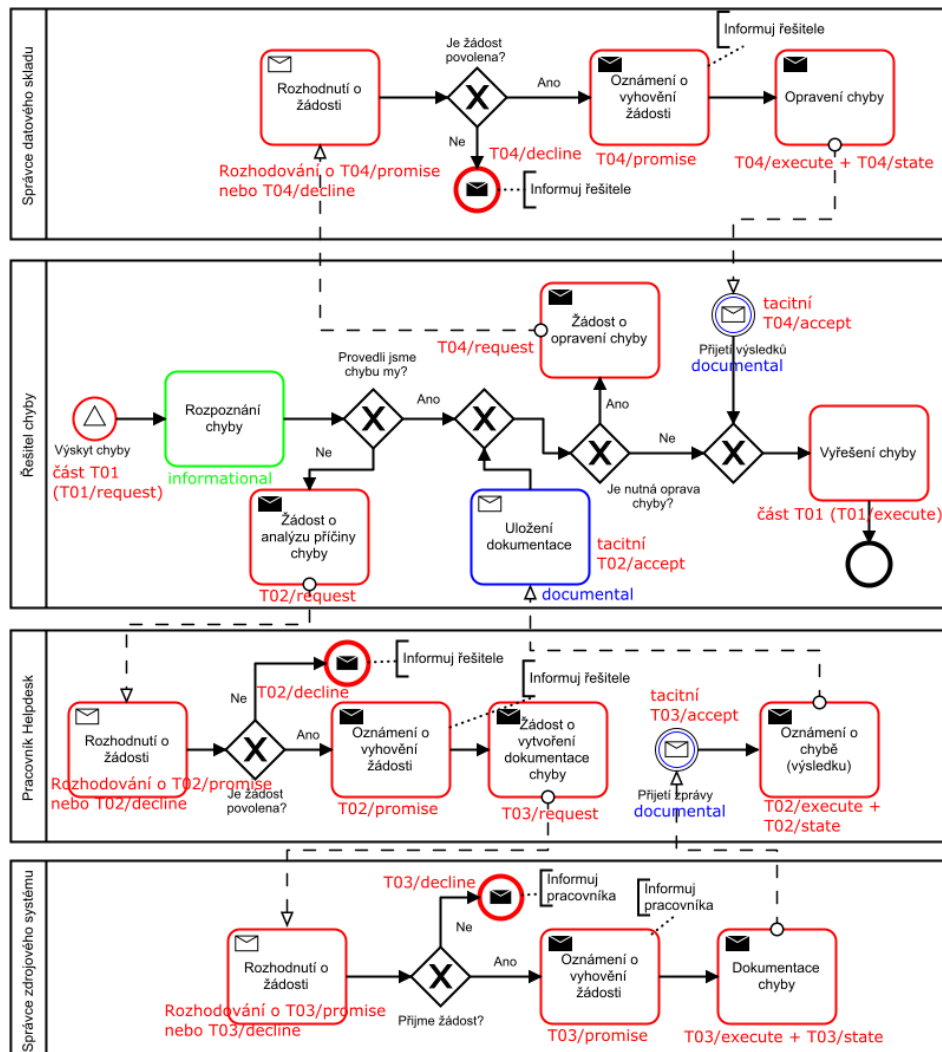 Správce datového skladu
Informuj řešitele
Je žádost
povolena?
Rozhodnutí o
žádosti
Ano
Oznámení o
vyhovění
žádosti
Opravení chyby
Ne
T04/decline
T04/promise
T04/execute + T04/state
Rozhodování o T04/promise
nebo T04/decline
Informuj řešitele
Řešitel chyby
Žádost o
opravení chyby
T04/request
tacitní
T04/accept
Přijetí výsledků
documental
Provedli jsme
chybu my?
Rozpoznání
chyby
Ano
Ano
Ne
Vyřešení chyby
Výskyt chyby
část T01
(T01/request)
informational
Ne
Je nutná oprava
chyby?
část T01 (T01/execute)
Žádost o
analýzu příčiny
chyby
Uložení
dokumentace
tacitní
T02/accept
T02/request
documental
Pracovník Helpdesk
Informuj řešitele
Informuj řešitele
Ne
T02/decline
tacitní
T03/accept
Rozhodnutí o
žádosti
Ano
Oznámení o
vyhovění
žádosti
Žádost o
vytvoření
dokumentace
chyby
Oznámení o
chybě
(výsledku)
Rozhodování o T02/promise
nebo T02/decline
Je žádost
povolena?
T02/promise
T03/request
Přijetí zprávy
documental
T02/execute +
T02/state
Správce zdrojového systému
T03/decline
Informuj
pracovníka
Informuj
pracovníka
Ne
Rozhodnutí o
žádosti
Ano
Oznámení o
vyhovění
žádosti
Dokumentace
chyby
Rozhodování o T03/promise
nebo T03/decline
Přijme žádost?
T03/promise
T03/execute + T03/state